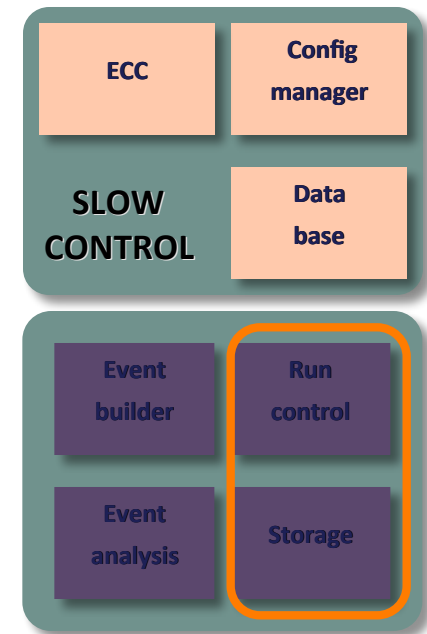 ECC
Config
manager
SLOW
CONTROL
Data
base
Event
builder
Run
control
Event
analysis
Storage